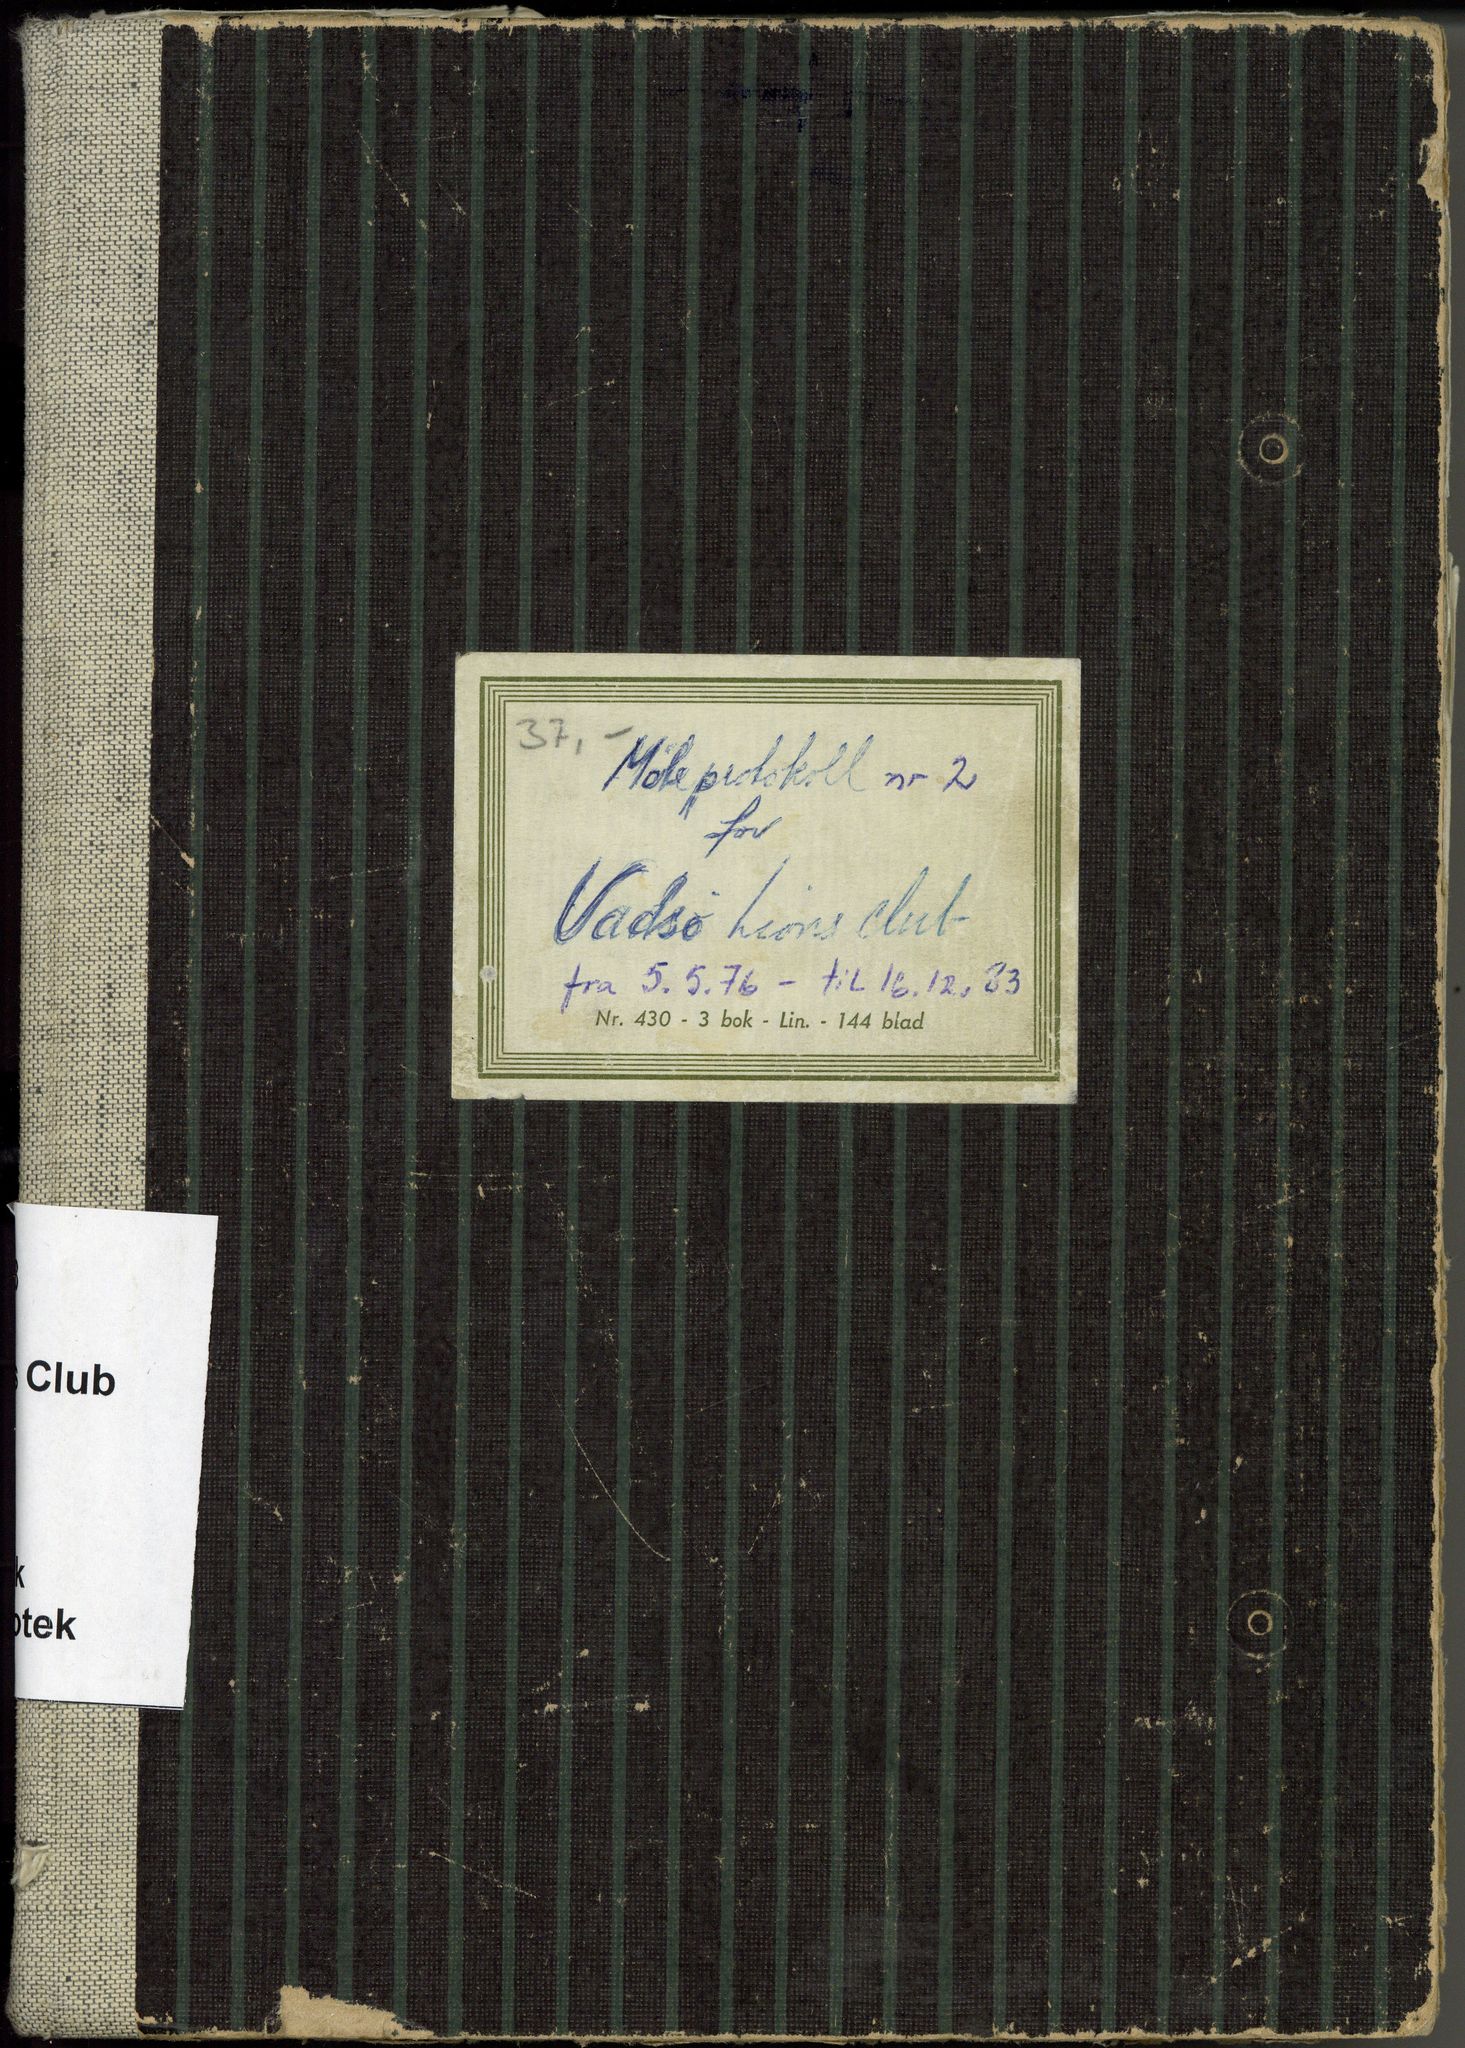 37,-
Möteprotokoll nr 2
for
Vadsö Lions club
fra 5.5.76 - til 16.12.83
Nr. 430 - 3 bok - Lin. - 144 blad
Club
k
otek